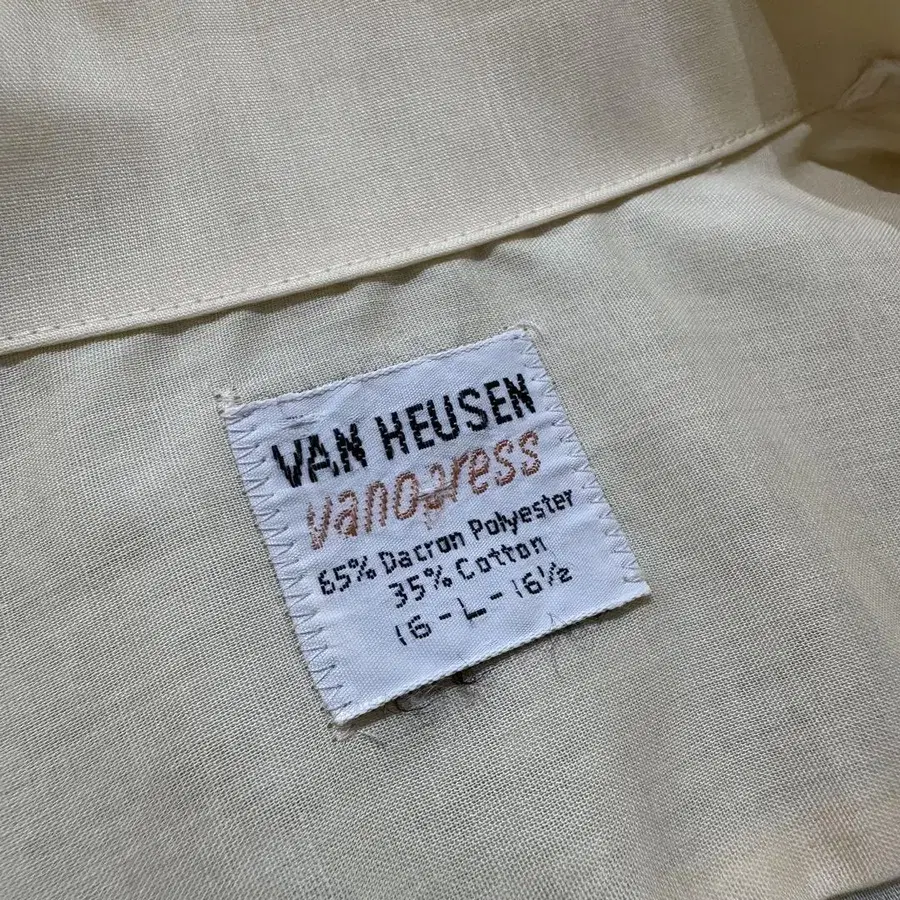 VAN HEUSEN
vanopress
65% Dacron Polyester
35% Cotton
16-L-16½